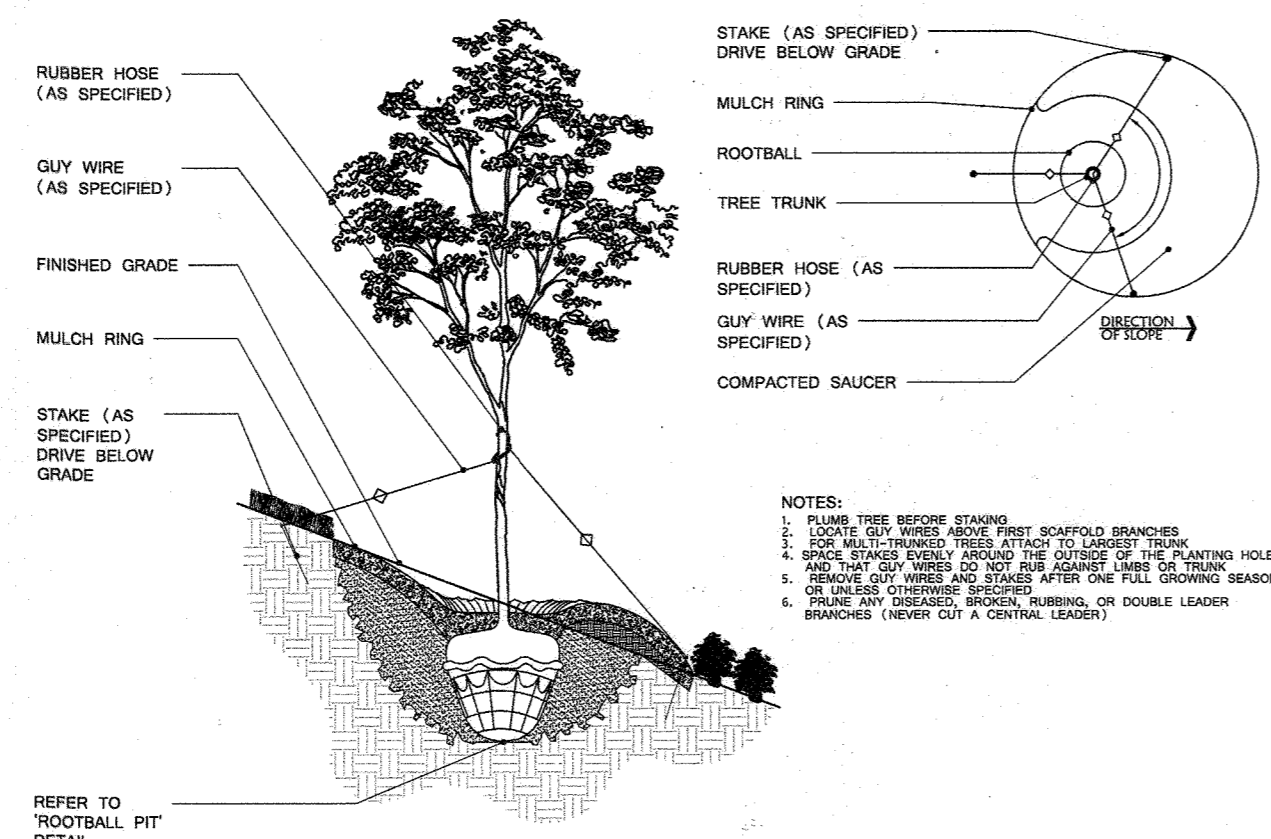 RUBBER HOSE
(AS SPECIFIED)
GUY WIRE
(AS SPECIFIED)
FINISHED GRADE
MULCH RING
STAKE (AS
SPECIFIED)
DRIVE BELOW
GRADE
REFER TO
'ROOTBALL PIT'
DETAIL
STAKE (AS SPECIFIED)
DRIVE BELOW GRADE
MULCH RING
ROOTBALL
TREE TRUNK
RUBBER HOSE (AS
SPECIFIED)
GUY WIRE (AS
SPECIFIED)
COMPACTED SAUCER
DIRECTION
OF SLOPE
NOTES:
1. PLUMB TREE BEFORE STAKING
2. LOCATE GUY WIRES ABOVE FIRST SCAFFOLD BRANCHES
3. FOR MULTI-TRUNKED TREES ATTACH TO LARGEST TRUNK
4. SPACE STAKES EVENLY AROUND THE OUTSIDE OF THE PLANTING HOLE
AND THAT GUY WIRES DO NOT RUB AGAINST LIMBS OR TRUNK
5. REMOVE GUY WIRES AND STAKES AFTER ONE FULL GROWING SEASON
OR UNLESS OTHERWISE SPECIFIED
6. PRUNE ANY DISEASED, BROKEN, RUBBING, OR DOUBLE LEADER
BRANCHES (NEVER CUT A CENTRAL LEADER)